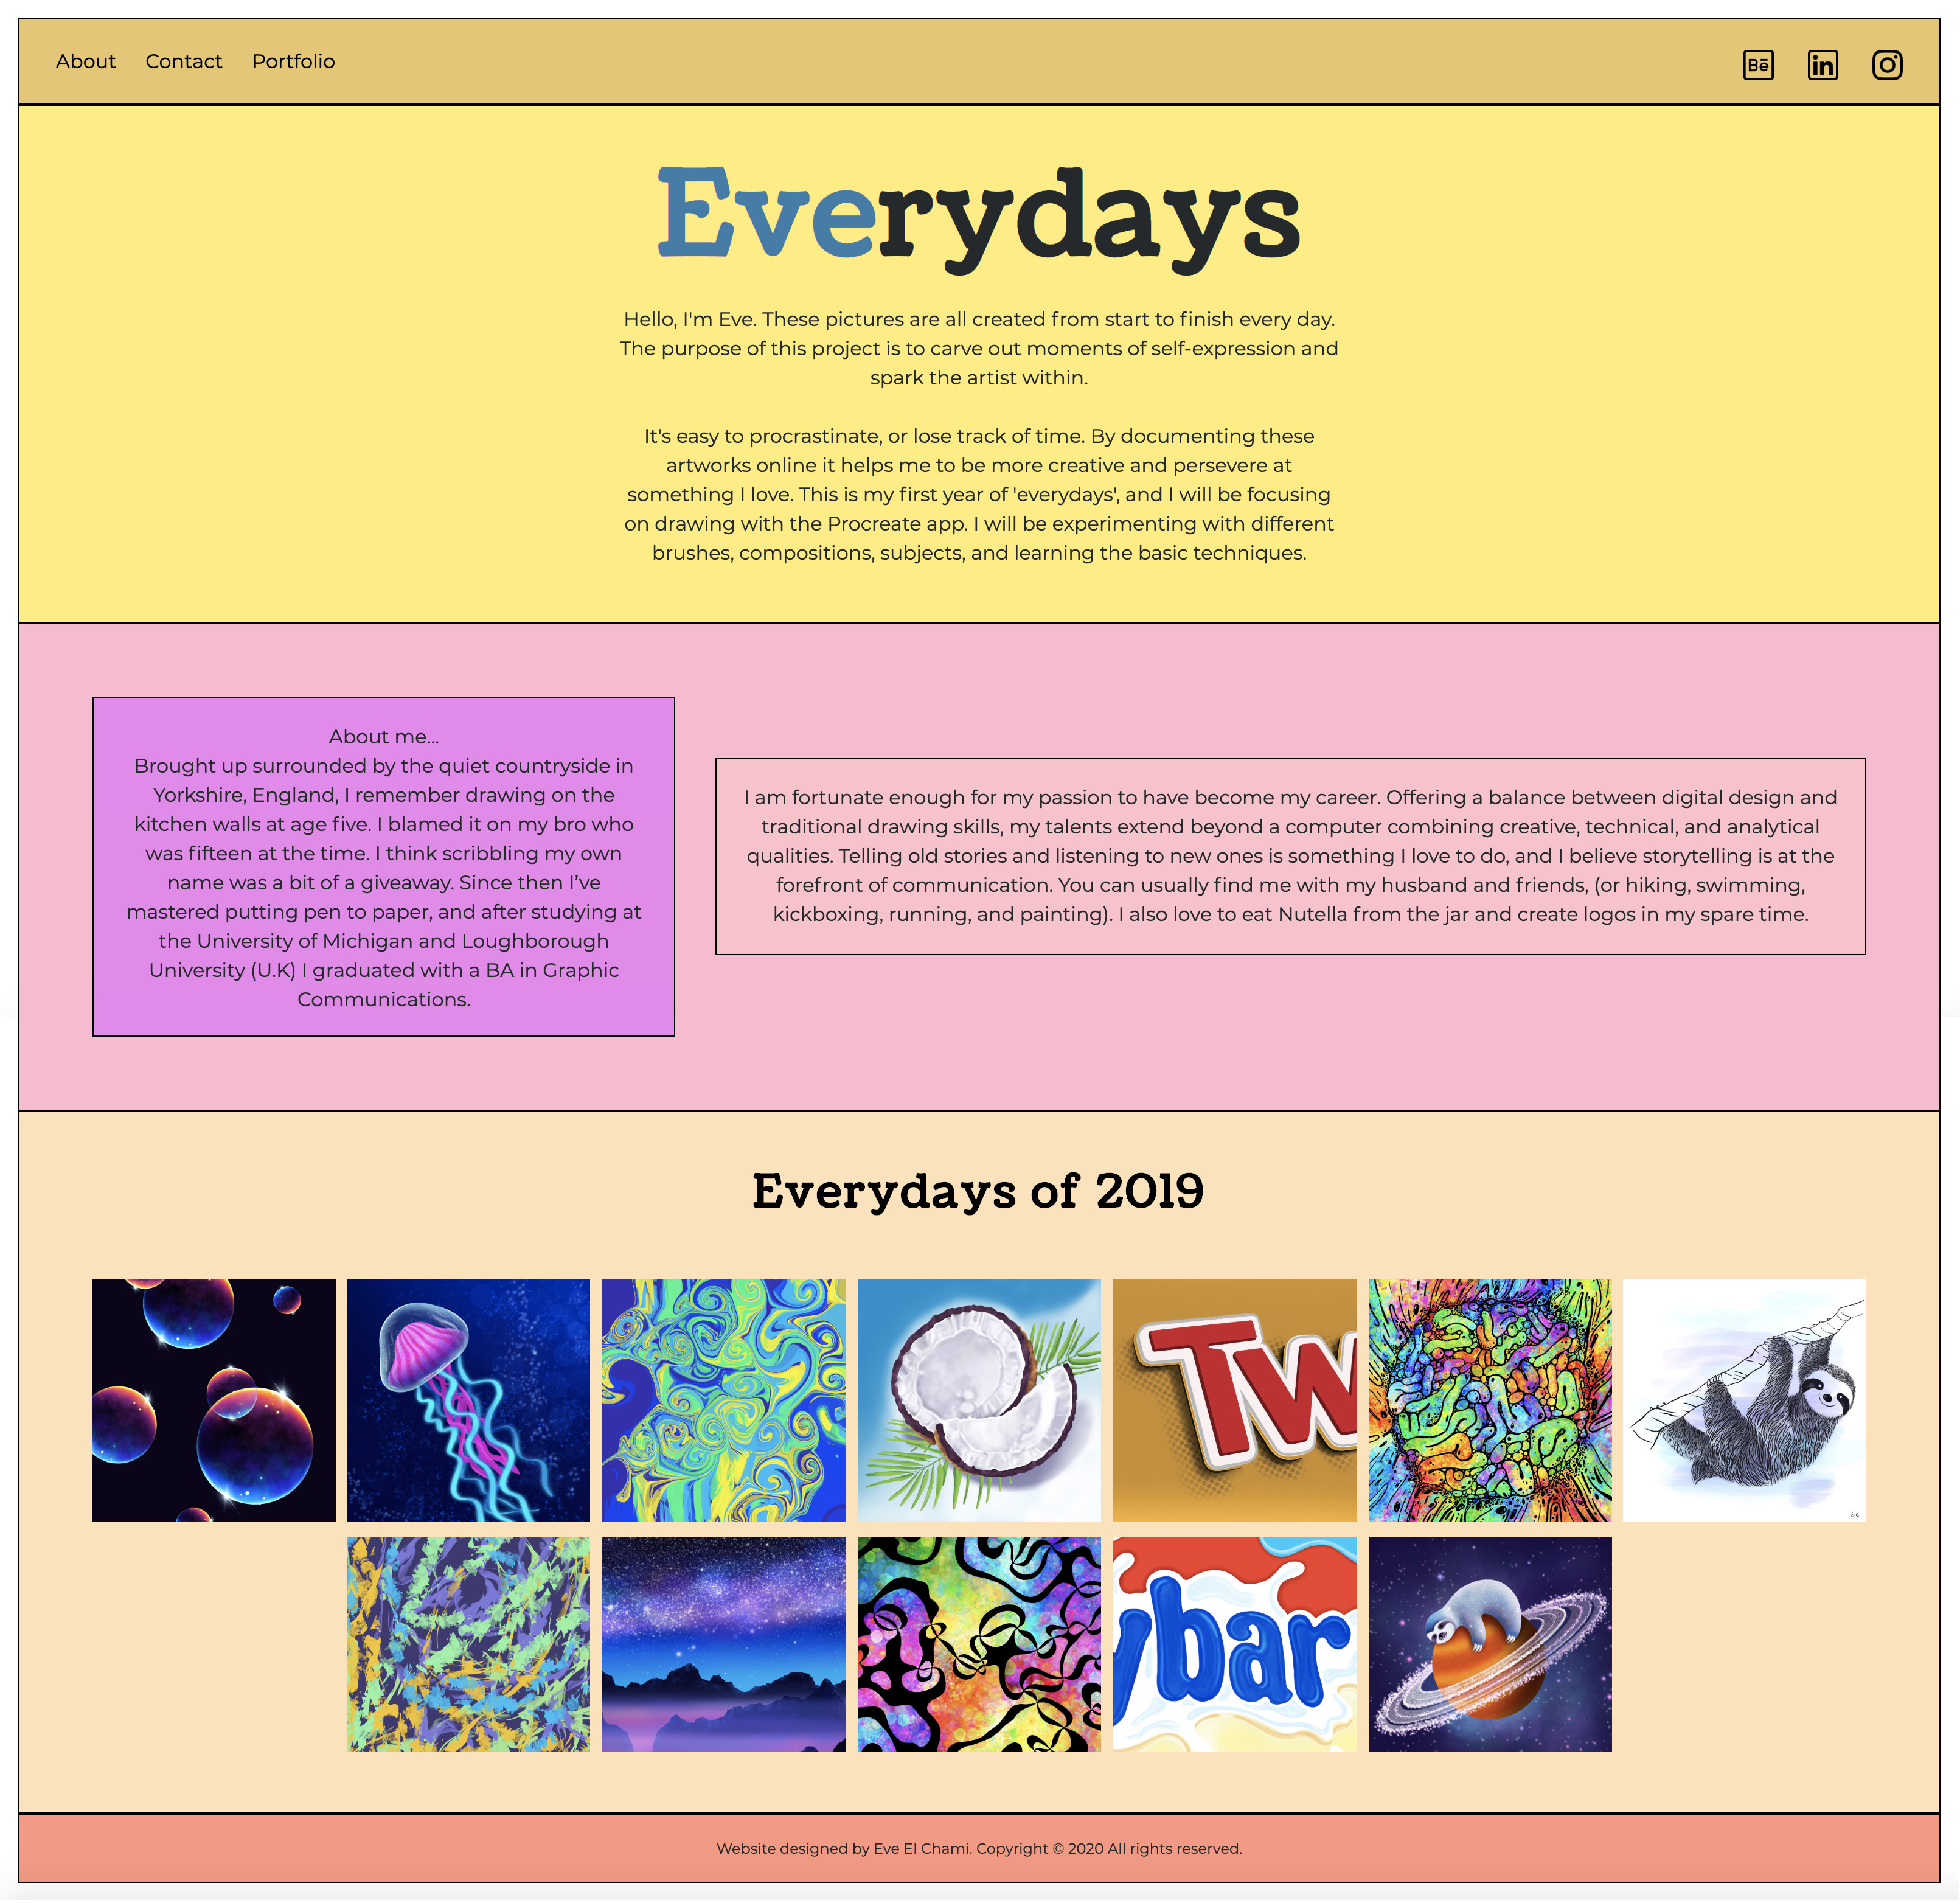 About Contact Portfolio
Bē in
Everydays
Hello, I'm Eve. These pictures are all created from start to finish every day.
The purpose of this project is to carve out moments of self-expression and
spark the artist within.
It's easy to procrastinate, or lose track of time. By documenting these
artworks online it helps me to be more creative and persevere at
something I love. This is my first year of 'everydays', and I will be focusing
on drawing with the Procreate app. I will be experimenting with different
brushes, compositions, subjects, and learning the basic techniques.
About me...
Brought up surrounded by the quiet countryside in
Yorkshire, England, I remember drawing on the
kitchen walls at age five. I blamed it on my bro who
was fifteen at the time. I think scribbling my own
name was a bit of a giveaway. Since then I’ve
mastered putting pen to paper, and after studying at
the University of Michigan and Loughborough
University (U.K) I graduated with a BA in Graphic
Communications.
I am fortunate enough for my passion to have become my career. Offering a balance between digital design and
traditional drawing skills, my talents extend beyond a computer combining creative, technical, and analytical
qualities. Telling old stories and listening to new ones is something I love to do, and I believe storytelling is at the
forefront of communication. You can usually find me with my husband and friends, (or hiking, swimming,
kickboxing, running, and painting). I also love to eat Nutella from the jar and create logos in my spare time.
Everydays of 2019
Tw
Eve
ybar
Website designed by Eve El Chami. Copyright © 2020 All rights reserved.